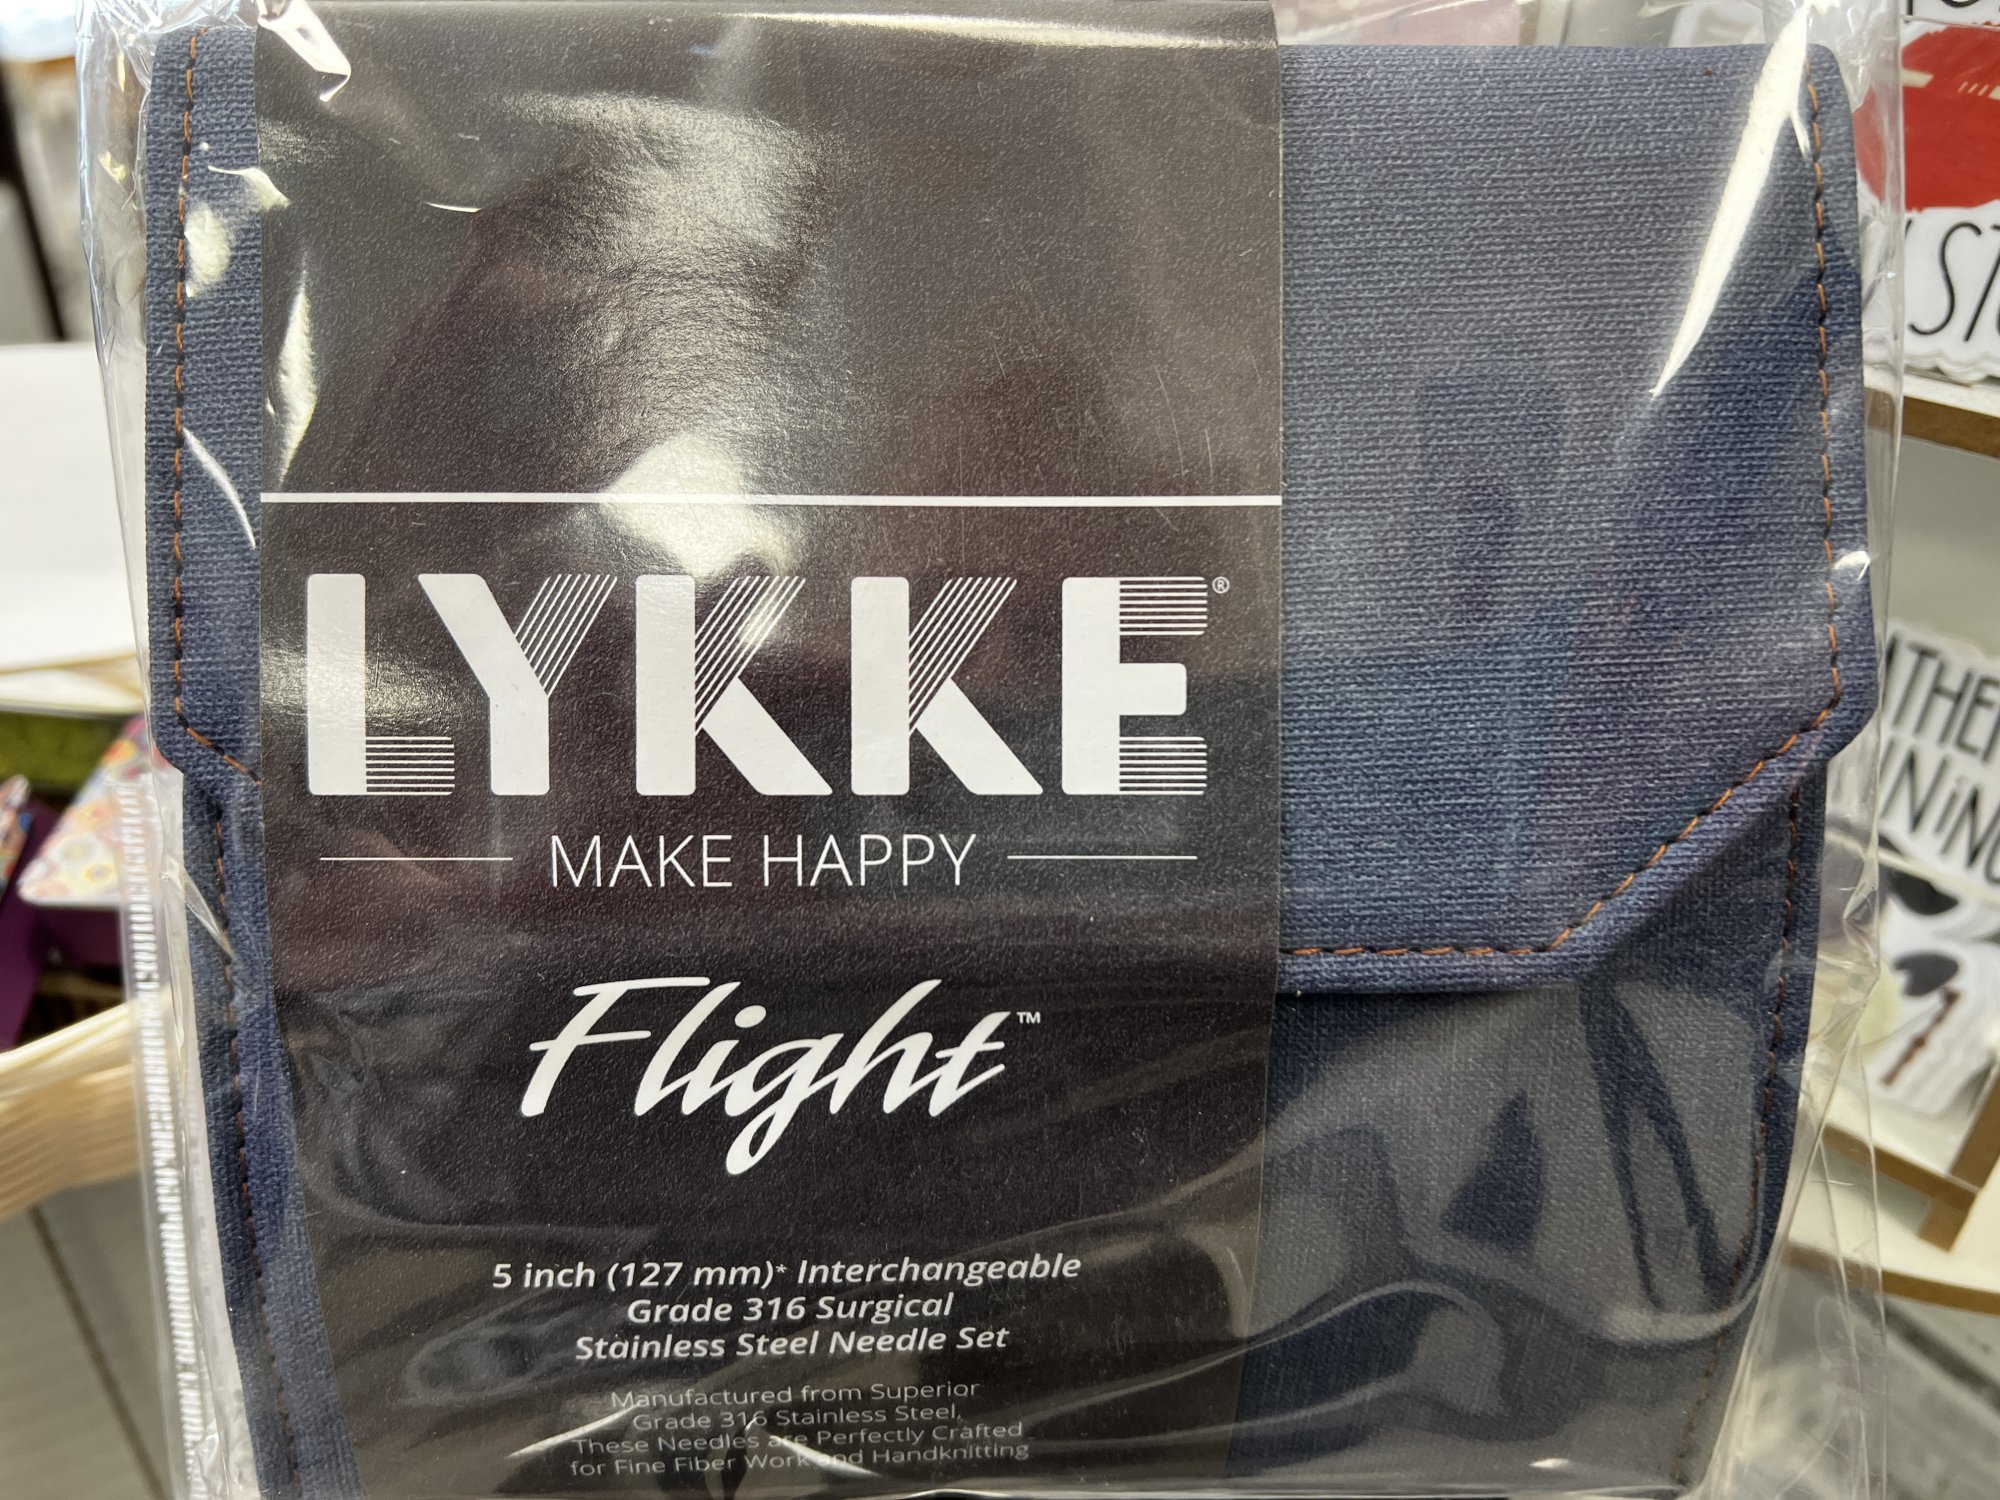 LYKKE®
MAKE HAPPY
Flight™
5 inch (127 mm)* Interchangeable
Grade 316 Surgical
Stainless Steel Needle Set
Manufactured from Superior
Grade 316 Stainless Steel,
These Needles are Perfectly Crafted
for Fine Fiber Work and Handknitting